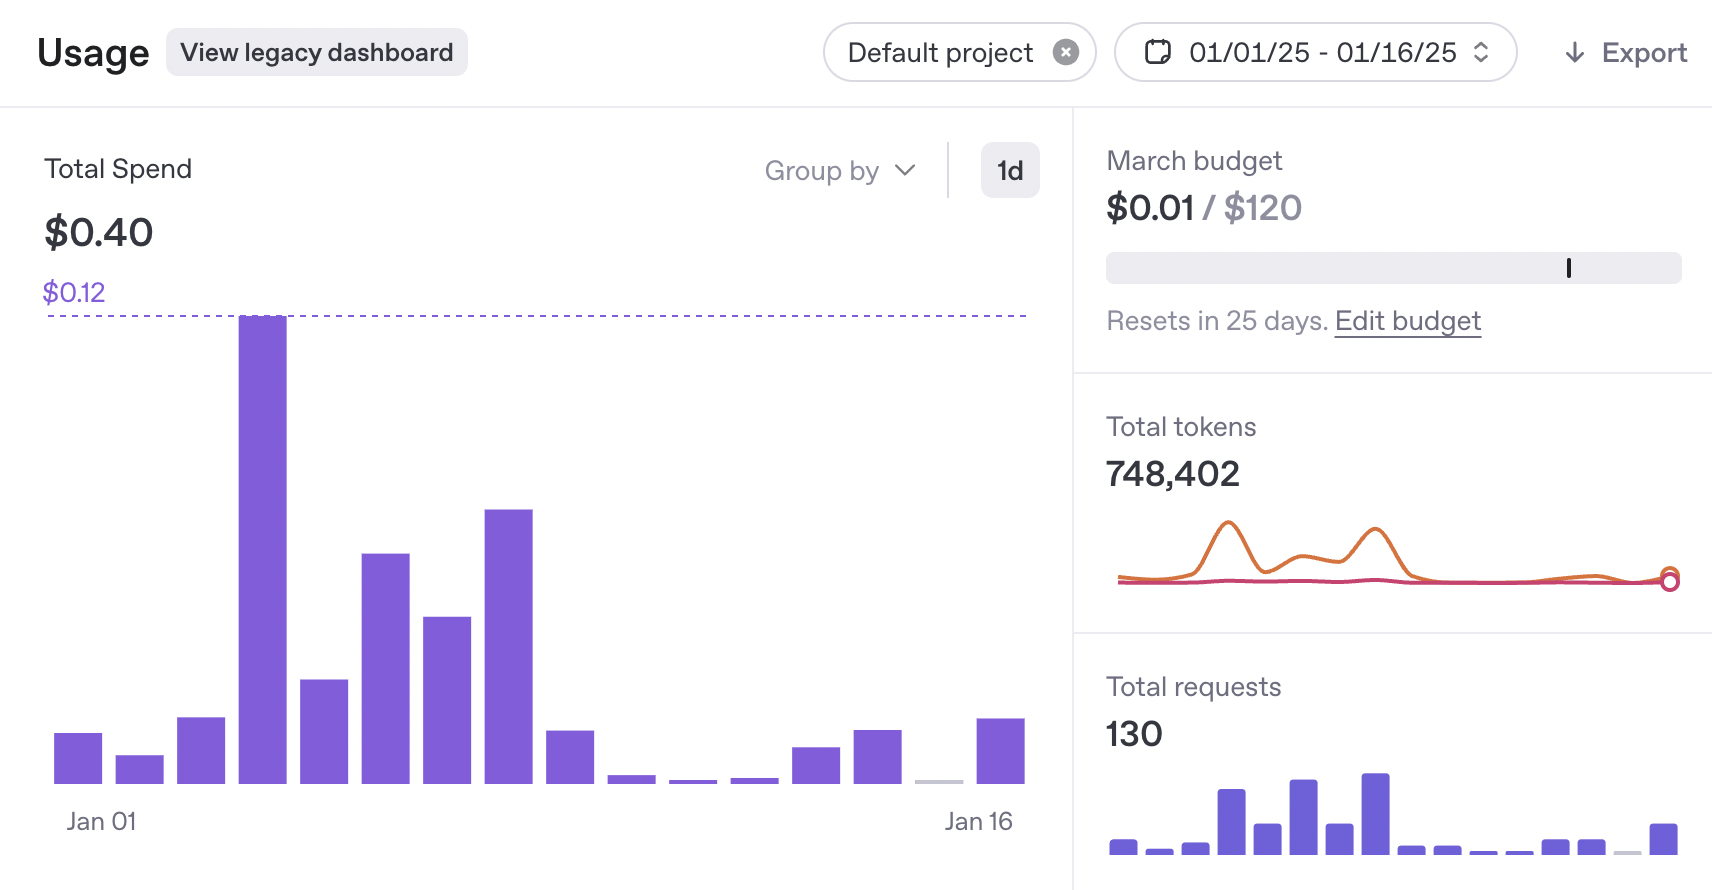 Usage
View legacy dashboard
Default project
01/01/25 - 01/16/25
Export
Total Spend
Group by
1d
$0.40
$0.12
Jan 01
Jan 16
March budget
$0.01 / $120
Resets in 25 days. Edit budget
Total tokens
748,402
Total requests
130